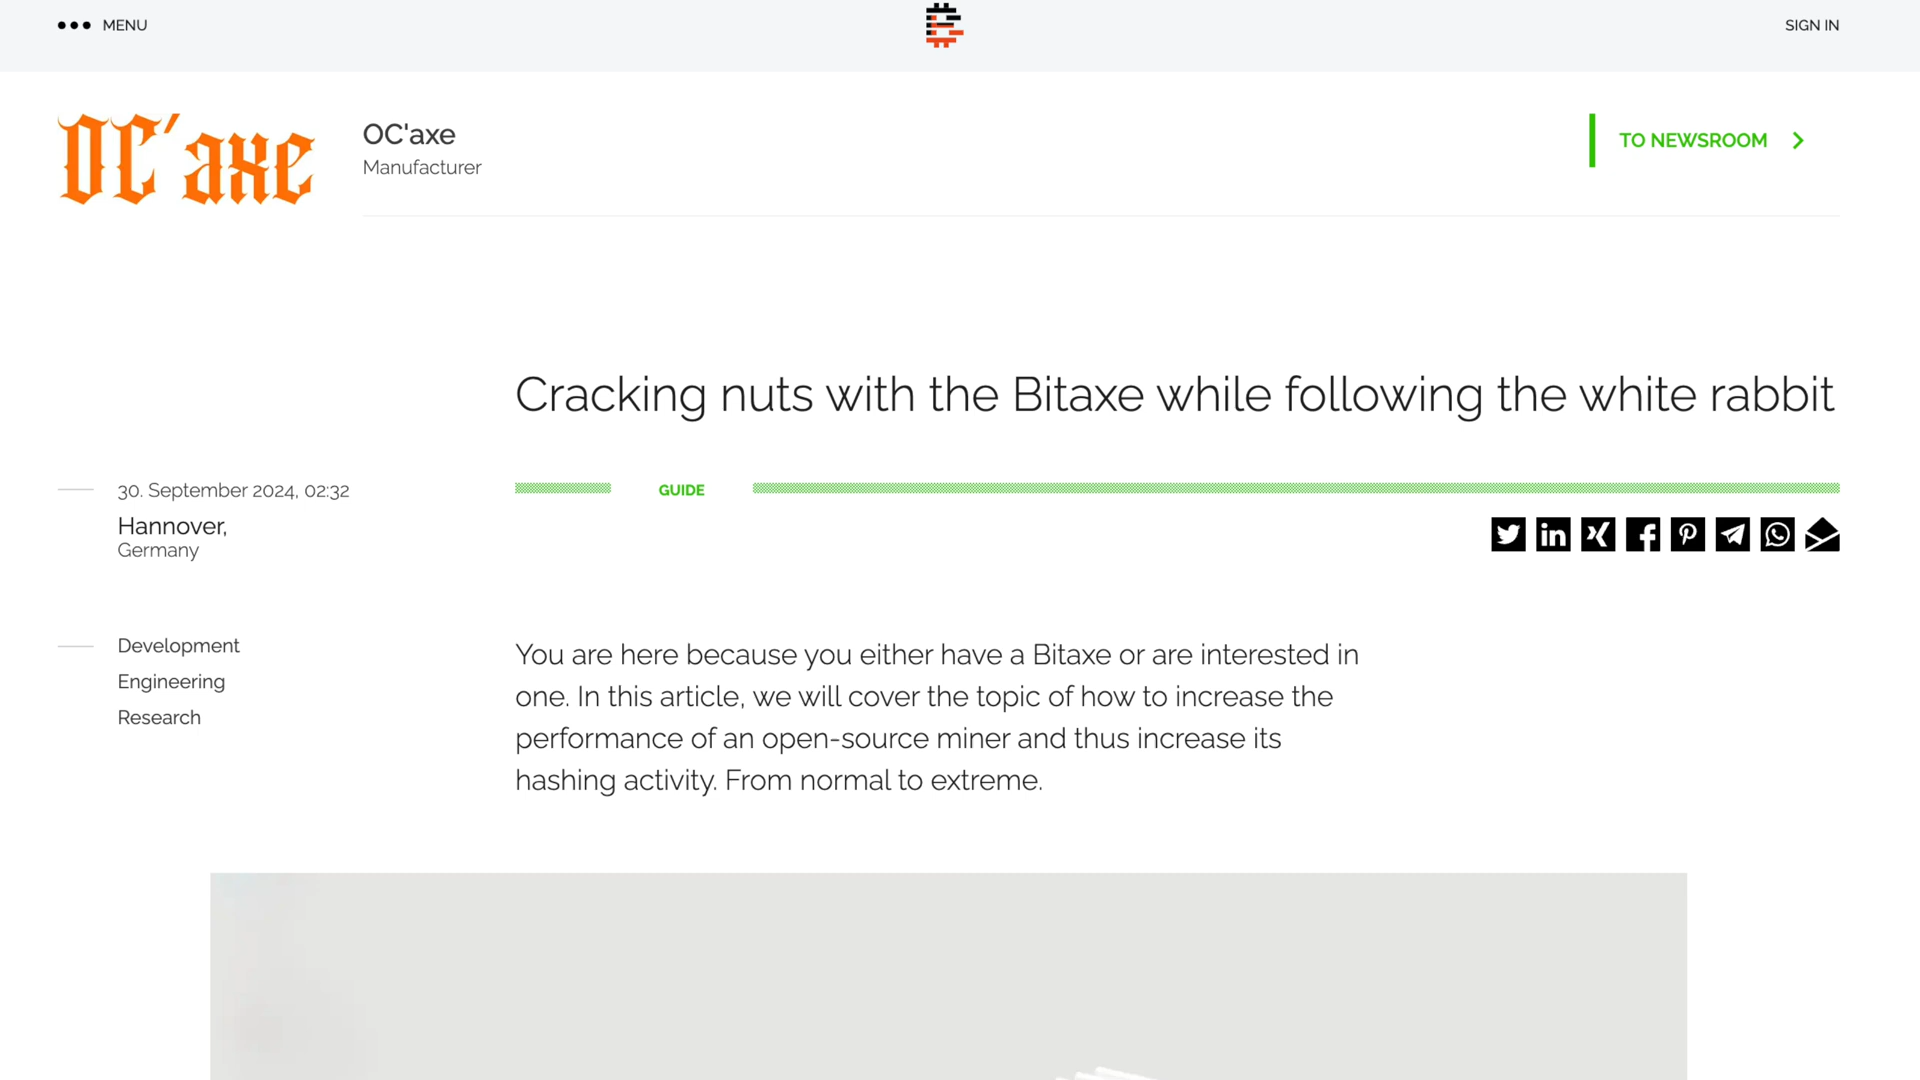 MENU
SIGN IN
OC'axe
OC'axe
Manufacturer
TO NEWSROOM
Cracking nuts with the Bitaxe while following the white rabbit
30. September 2024, 02:32
Hannover,
Germany
GUIDE
Development
Engineering
Research
You are here because you either have a Bitaxe or are interested in
one. In this article, we will cover the topic of how to increase the
performance of an open-source miner and thus increase its
hashing activity. From normal to extreme.